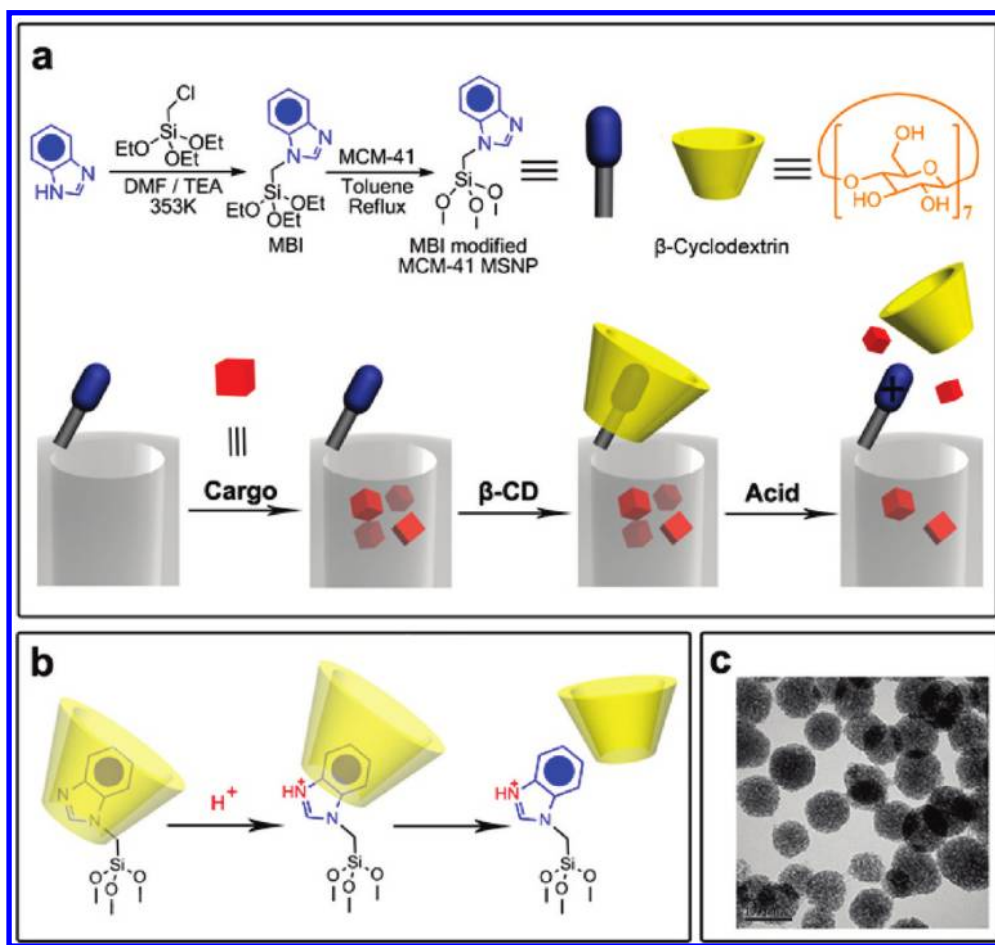 a
Cl
Si
EtO
OEt
OEt
HN
N
DMF / TEA
353K
N
N
Si
EtO
OEt
OEt
MBI
MCM-41
Toluene
Reflux
N
N
Si
O
O
O
MBI modified
MCM-41 MSNP
β-Cyclodextrin
OH
O
O
HO
OH
7
Cargo
β-CD
Acid
+
b
N
N
Si
O
O
O
H+
HN+
N
Si
O
O
O
HN+
N
Si
O
O
O
c